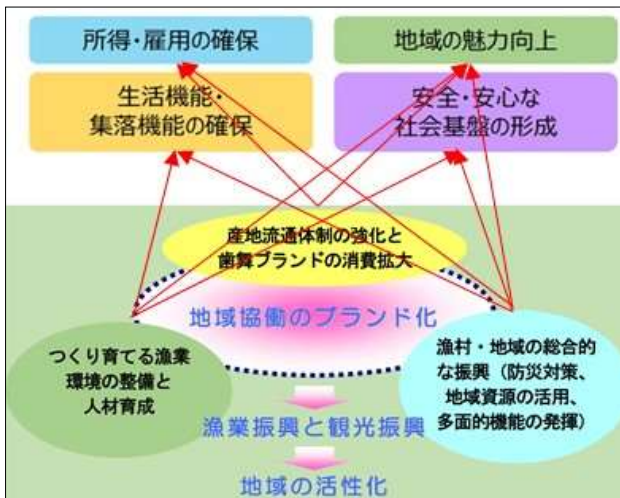 所得・雇用の確保
地域の魅力向上
生活機能・
集落機能の確保
安全・安心な
社会基盤の形成
産地流通体制の強化と
歯舞ブランドの消費拡大
地域協働のブランド化
つくり育てる漁業
環境の整備と
人材育成
漁村・地域の総合的
な振興（防災対策、
地域資源の活用、
多面的機能の発揮）
漁業振興と観光振興
地域の活性化